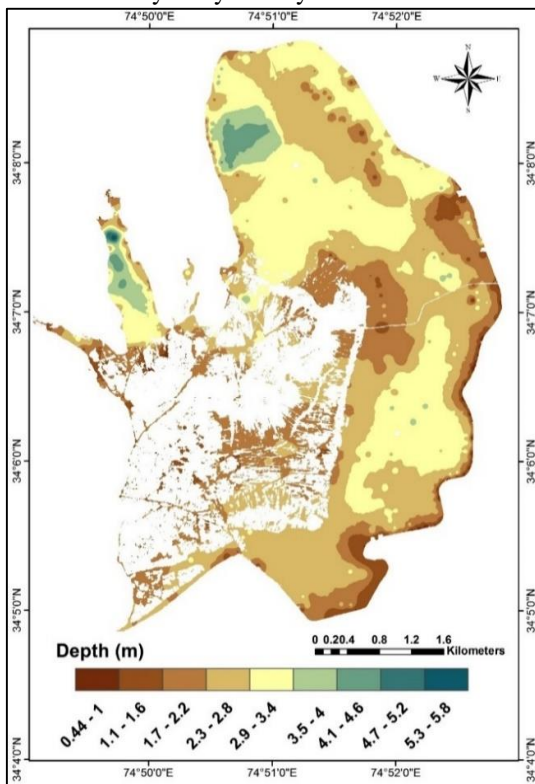 74°50'0"E 74°51'0"E 74°52'0"E
N
W E
S
34°8'0"N 34°8'0"N
34°7'0"N 34°7'0"N
34°6'0"N 34°6'0"N
34°5'0"N 34°5'0"N
34°4'0"N 34°4'0"N
0 0.20.4 0.8 1.2 1.6
Kilometers
Depth (m)
0.44 - 1 1.1 - 1.6 1.7 - 2.2 2.3 - 2.8 2.9 - 3.4 3.5 - 4 4.1 - 4.6 4.7 - 5.2 5.3 - 5.8
74°50'0"E 74°51'0"E 74°52'0"E